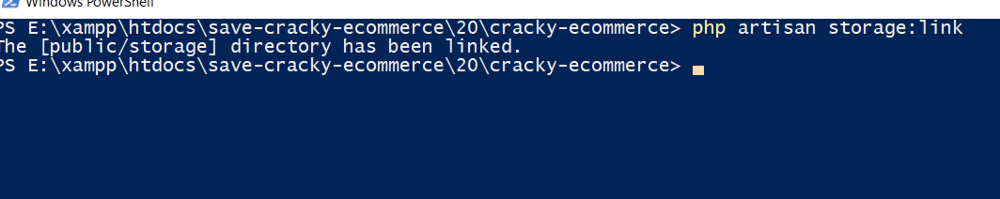 Windows PowerShell
PS E:\xampp\htdocs\save-cracky-ecommerce\20\cracky-ecommerce> php artisan storage:link
The [public/storage] directory has been linked.
PS E:\xampp\htdocs\save-cracky-ecommerce\20\cracky-ecommerce>